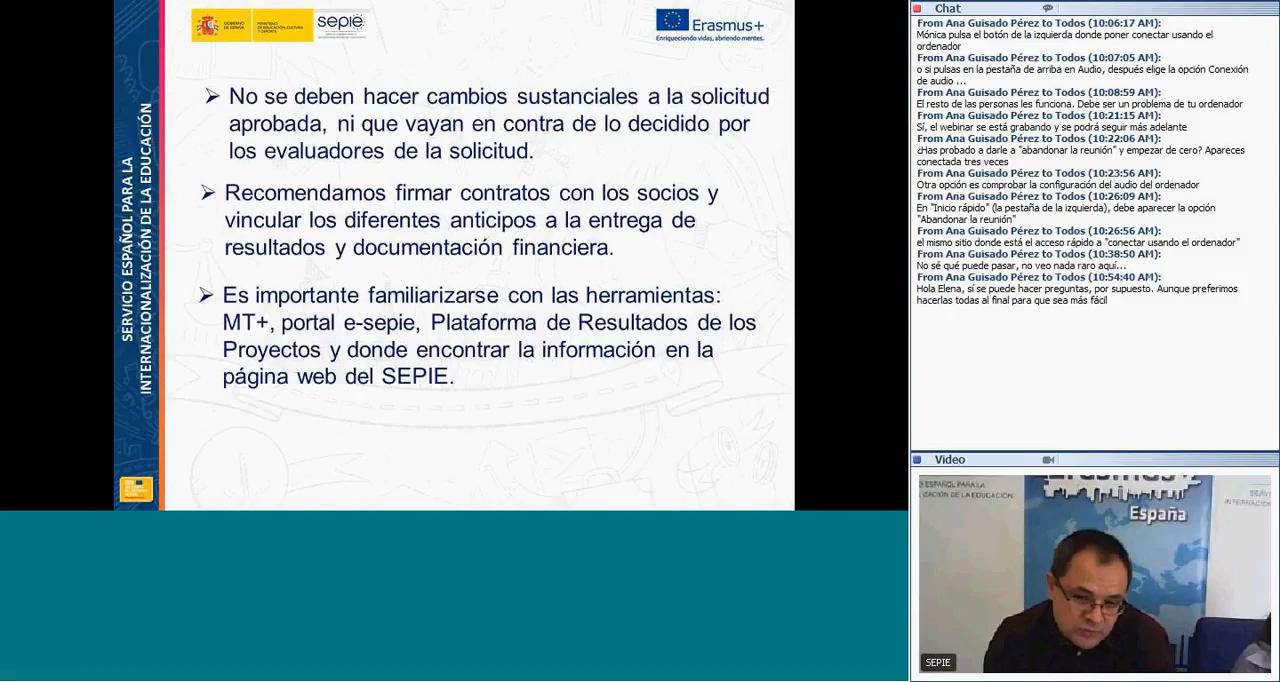 GOBIERNO
DE ESPAÑA
MINISTERIO
DE EDUCACIÓN, CULTURA
Y DEPORTE
sepie
Erasmus+
Enriqueciendo vidas, abriendo mentes.
SERVICIO ESPAÑOL PARA LA
INTERNACIONALIZACIÓN DE LA EDUCACIÓN
➢ No se deben hacer cambios sustanciales a la solicitud
aprobada, ni que vayan en contra de lo decidido por
los evaluadores de la solicitud.
➢ Recomendamos firmar contratos con los socios y
vincular los diferentes anticipos a la entrega de
resultados y documentación financiera.
➢ Es importante familiarizarse con las herramientas:
MT+, portal e-sepie, Plataforma de Resultados de los
Proyectos y donde encontrar la información en la
página web del SEPIE.
Chat
From Ana Guisado Pérez to Todos (10:06:17 AM):
Mónica pulsa el botón de la izquierda donde poner conectar usando el
ordenador
From Ana Guisado Pérez to Todos (10:07:05 AM):
o si pulsas en la pestaña de arriba en Audio, después elige la opción Conexión
de audio ...
From Ana Guisado Pérez to Todos (10:08:59 AM):
El resto de las personas les funciona. Debe ser un problema de tu ordenador
From Ana Guisado Pérez to Todos (10:21:15 AM):
Sí, el webinar se está grabando y se podrá seguir más adelante
From Ana Guisado Pérez to Todos (10:22:06 AM):
¿Has probado a darle a "abandonar la reunión" y empezar de cero? Apareces
conectada tres veces
From Ana Guisado Pérez to Todos (10:23:56 AM):
Otra opción es comprobar la configuración del audio del ordenador
From Ana Guisado Pérez to Todos (10:26:09 AM):
En "Inicio rápido" (la pestaña de la izquierda), debe aparecer la opción
"Abandonar la reunión"
From Ana Guisado Pérez to Todos (10:26:56 AM):
el mismo sitio donde está el acceso rápido a "conectar usando el ordenador"
From Ana Guisado Pérez to Todos (10:38:50 AM):
No sé qué puede pasar, no veo nada raro aquí...
From Ana Guisado Pérez to Todos (10:54:40 AM):
Hola Elena, sí se puede hacer preguntas, por supuesto. Aunque preferimos
hacerlas todas al final para que sea más fácil
Video
ESPAÑOL PARA LA
DE LA EDUCACIÓN
Erasmus+
España
SEPIE